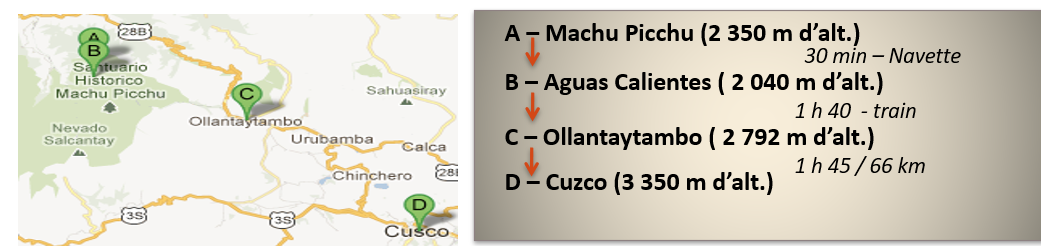 A
B
28B
Santuario
Historico
Machu Picchu
C
Sahuasiray
Ollantaytambo
Nevado
Salcantay
Urubamba
Calca
Chinchero
28B
D
3S
3S
Cusco
A – Machu Picchu (2 350 m d’alt.)
30 min – Navette
B – Aguas Calientes ( 2 040 m d’alt.)
1 h 40 - train
C – Ollantaytambo ( 2 792 m d’alt.)
1 h 45 / 66 km
D – Cuzco (3 350 m d’alt.)